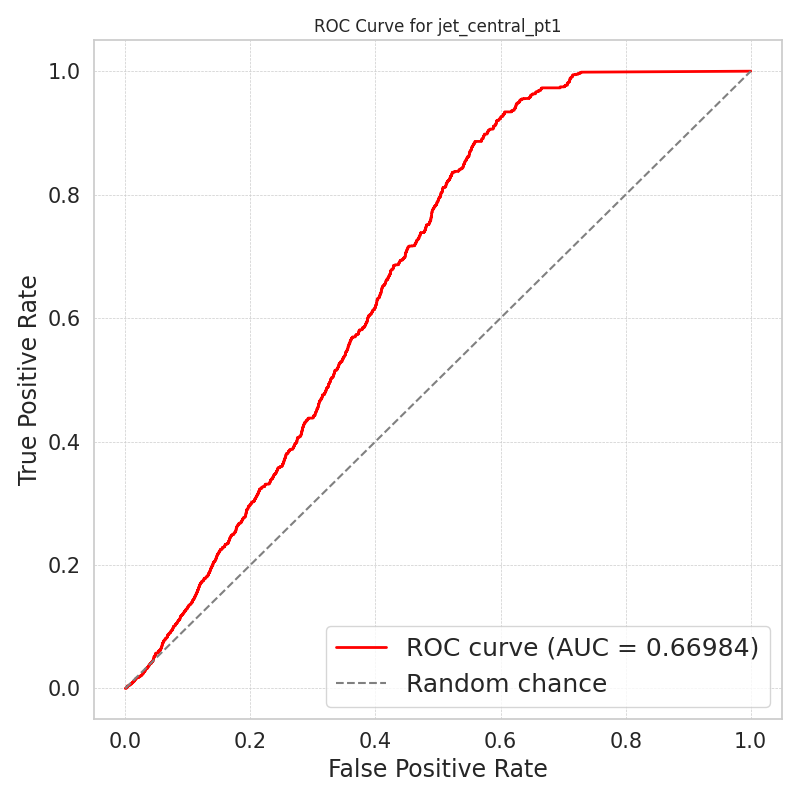 ROC Curve for jet_central_pt1
True Positive Rate
1.0
0.8
0.6
0.4
0.2
0.0
ROC curve (AUC = 0.66984)
Random chance
0.0 0.2 0.4 0.6 0.8 1.0
False Positive Rate